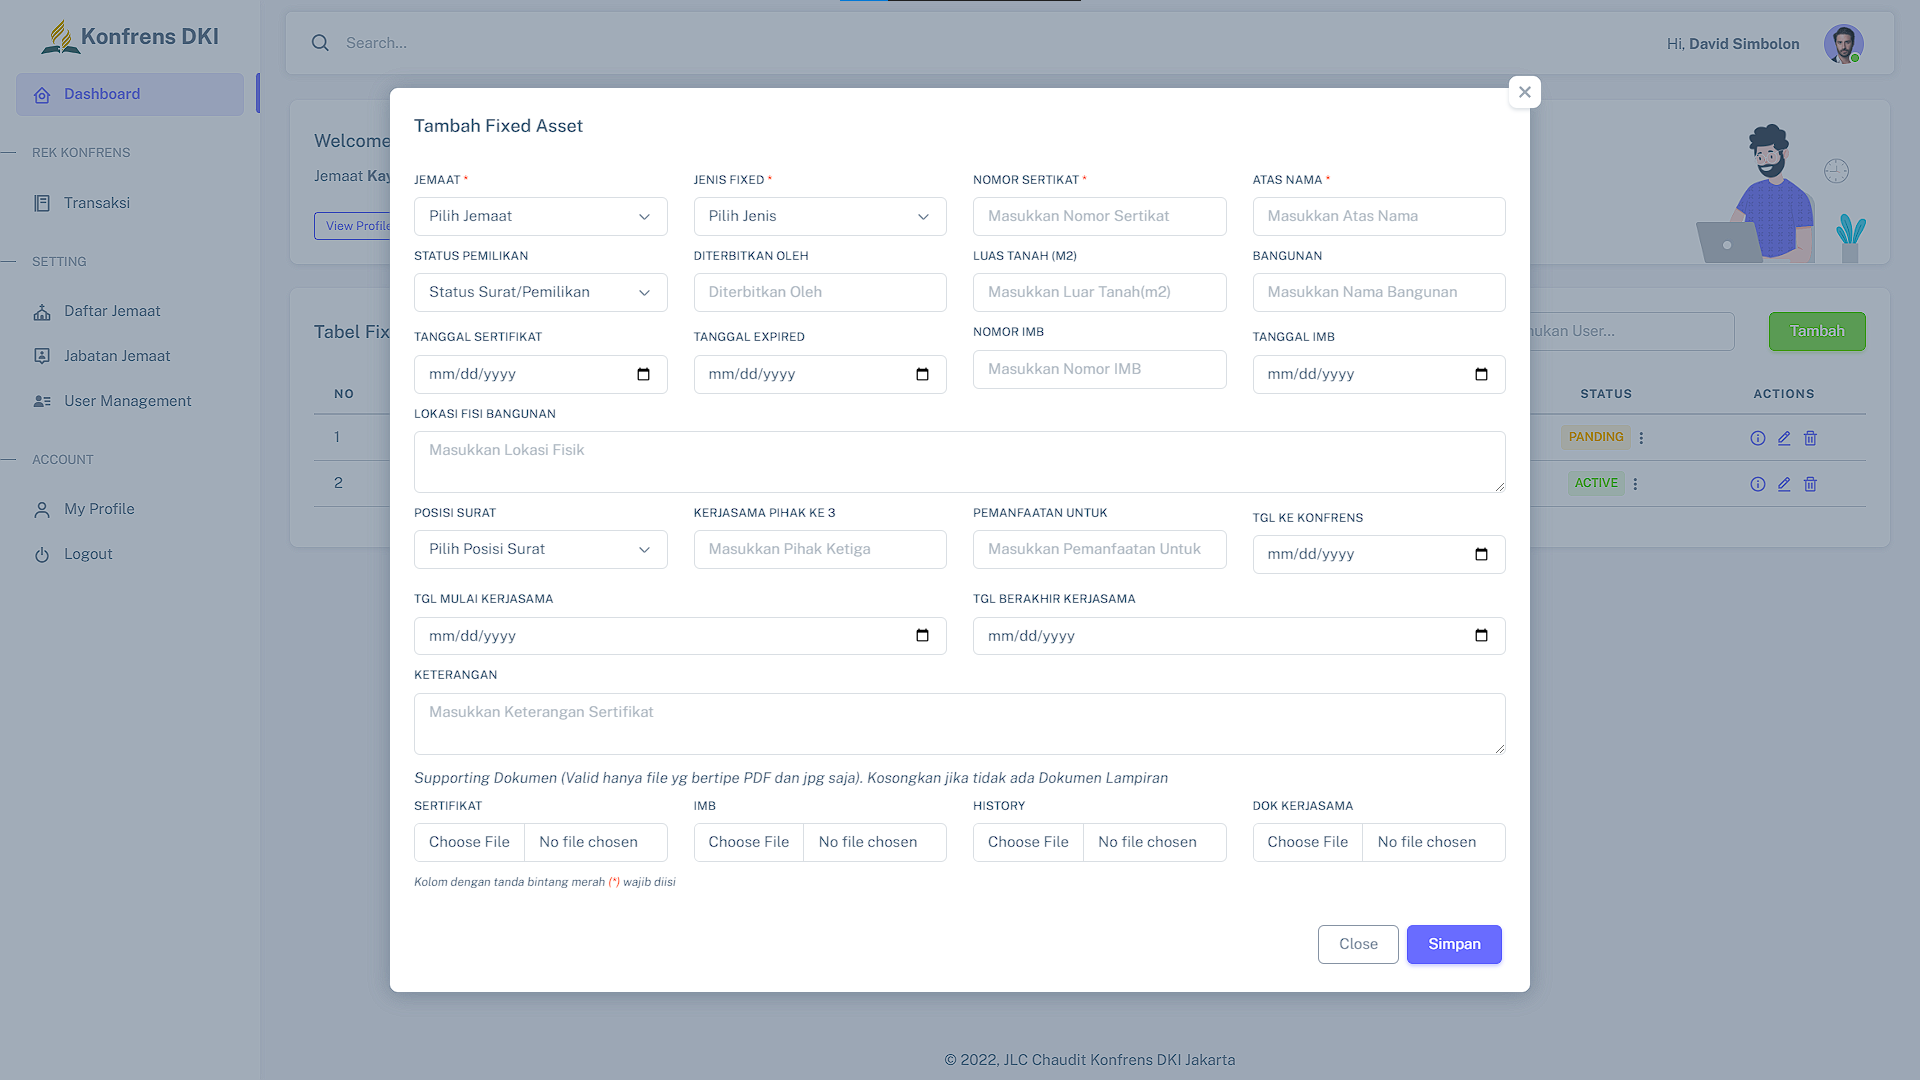 Konfrens DKI
Dashboard
REK KONFRENS
Transaksi
SETTING
Daftar Jemaat
Jabatan Jemaat
User Management
ACCOUNT
My Profile
Logout
Search...
Hi, David Simbolon
Welcome
Jemaat Kay
View Profile
Tabel Fix
NO
1
2
nukan User...
Tambah
STATUS ACTIONS
PANDING
ACTIVE
Tambah Fixed Asset
JEMAAT * JENIS FIXED * NOMOR SERTIKAT * ATAS NAMA *
Pilih Jemaat Pilih Jenis Masukkan Nomor Sertikat Masukkan Atas Nama
STATUS PEMILIKAN DITERBITKAN OLEH LUAS TANAH (M2) BANGUNAN
Status Surat/Pemilikan Diterbitkan Oleh Masukkan Luar Tanah(m2) Masukkan Nama Bangunan
TANGGAL SERTIFIKAT TANGGAL EXPIRED NOMOR IMB TANGGAL IMB
mm/dd/yyyy mm/dd/yyyy Masukkan Nomor IMB mm/dd/yyyy
LOKASI FISI BANGUNAN
Masukkan Lokasi Fisik
POSISI SURAT KERJASAMA PIHAK KE 3 PEMANFAATAN UNTUK TGL KE KONFRENS
Pilih Posisi Surat Masukkan Pihak Ketiga Masukkan Pemanfaatan Untuk mm/dd/yyyy
TGL MULAI KERJASAMA TGL BERAKHIR KERJASAMA
mm/dd/yyyy mm/dd/yyyy
KETERANGAN
Masukkan Keterangan Sertifikat
Supporting Dokumen (Valid hanya file yg bertipe PDF dan jpg saja). Kosongkan jika tidak ada Dokumen Lampiran
SERTIFIKAT IMB HISTORY DOK KERJASAMA
Choose File No file chosen Choose File No file chosen Choose File No file chosen Choose File No file chosen
Kolom dengan tanda bintang merah (*) wajib diisi
Close Simpan
© 2022, JLC Chaudit Konfrens DKI Jakarta